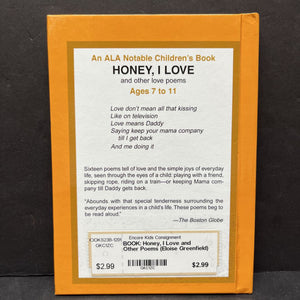 An ALA Notable Children's Book
HONEY, I LOVE
and other love poems
Ages 7 to 11
Love don't mean all that kissing
Like on television
Love means Daddy
Saying keep your mama company
till I get back
And me doing it
Sixteen poems tell of love and the simple joys of everyday
life, seen through the eyes of a child: playing with a friend,
skipping rope, riding on a train—or keeping Mama com-
pany till Daddy gets back.
"Abounds with that special tenderness surrounding
the everyday experiences in a child's life. These poems beg
to be read aloud."
—The Boston Globe
Encore Kids Consignment
BOOK: Honey, I Love and
Other Poems (Eloise Greenfield)
$2.99
$2.99